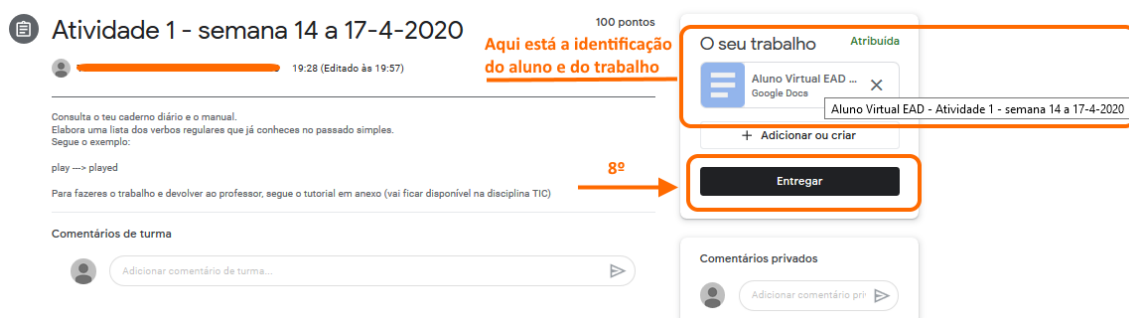 Atividade 1 - semana 14 a 17-4-2020
100 pontos
19:28 (Editado às 19:57)
Aqui está a identificação
do aluno e do trabalho
O seu trabalho
Atribuída
Aluno Virtual EAD ...
Google Docs
Aluno Virtual EAD - Atividade 1 - semana 14 a 17-4-2020
+ Adicionar ou criar
Consulta o teu caderno diário e o manual.
Elabora uma lista dos verbos regulares que já conheces no passado simples.
Segue o exemplo:
play —> played
Para fazeres o trabalho e devolver ao professor, segue o tutorial em anexo (vai ficar disponível na disciplina TIC)
8º
Entregar
Comentários de turma
Adicionar comentário de turma...
Comentários privados
Adicionar comentário pri